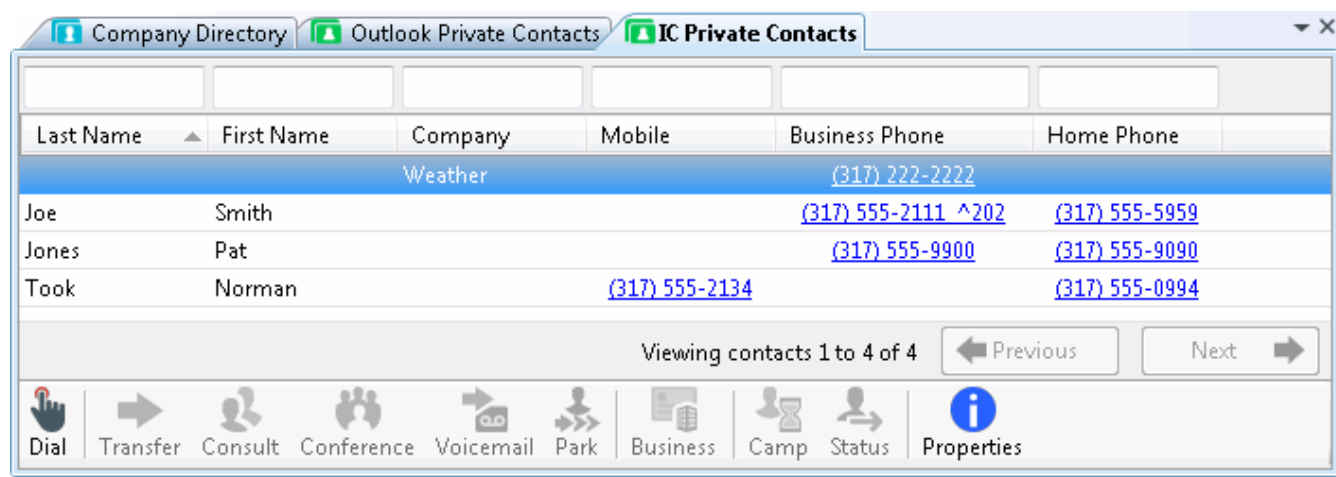 Company Directory Outlook Private Contacts IC Private Contacts
Last Name First Name Company Mobile Business Phone Home Phone
Weather (317) 222-2222
Joe Smith (317) 555-2111 ^202 (317) 555-5959
Jones Pat (317) 555-9900 (317) 555-9090
Took Norman (317) 555-2134 (317) 555-0994
Viewing contacts 1 to 4 of 4 Previous Next
Dial Transfer Consult Conference Voicemail Park Business Camp Status Properties